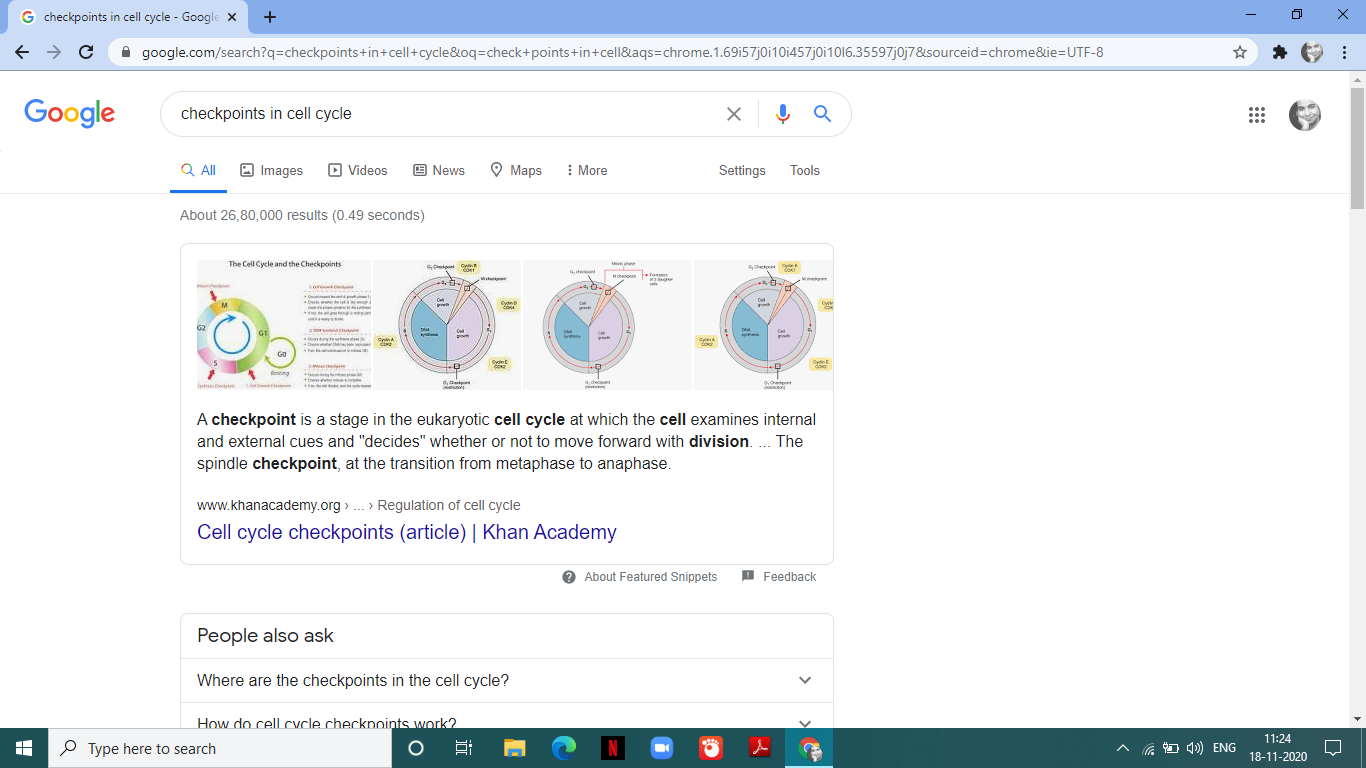 checkpoints in cell cycle - Google
google.com/search?q=checkpoints+in+cell+cycle&oq=check+points+in+cell&aqs=chrome.1.69i57j0i10i457j0i10l6.35597j0j7&sourceid=chrome&ie=UTF-8
Google
checkpoints in cell cycle
All Images Videos News Maps More Settings Tools
About 26,80,000 results (0.49 seconds)
The Cell Cycle and the Checkpoints
M
G2
G1
G0
S
Resting
G₁ Checkpoint
Cyclin B
CDK1
M checkpoint
Cell growth
DNA synthesis
Cell growth
Cyclin D
CDK4
Cyclin A
CDK2
Cyclin E
CDK2
G₁ Checkpoint
(restriction)
Mitotic phase
G₂ checkpoint
M checkpoint
Formation of 2 daughter cells
Cell growth
DNA synthesis
Cell growth
G₁ checkpoint
(restriction)
G₂ Checkpoint
Cyclin B
CDK1
M checkpoint
Cell growth
DNA synthesis
Cell growth
Cyclin A
CDK2
Cyclin E
CDK2
G₁ Checkpoint
(restriction)
A checkpoint is a stage in the eukaryotic cell cycle at which the cell examines internal
and external cues and "decides" whether or not to move forward with division. ... The
spindle checkpoint, at the transition from metaphase to anaphase.
www.khanacademy.org › ... › Regulation of cell cycle
Cell cycle checkpoints (article) | Khan Academy
About Featured Snippets Feedback
People also ask
Where are the checkpoints in the cell cycle?
How do cell cycle checkpoints work?
Type here to search
ENG
11:24
18-11-2020